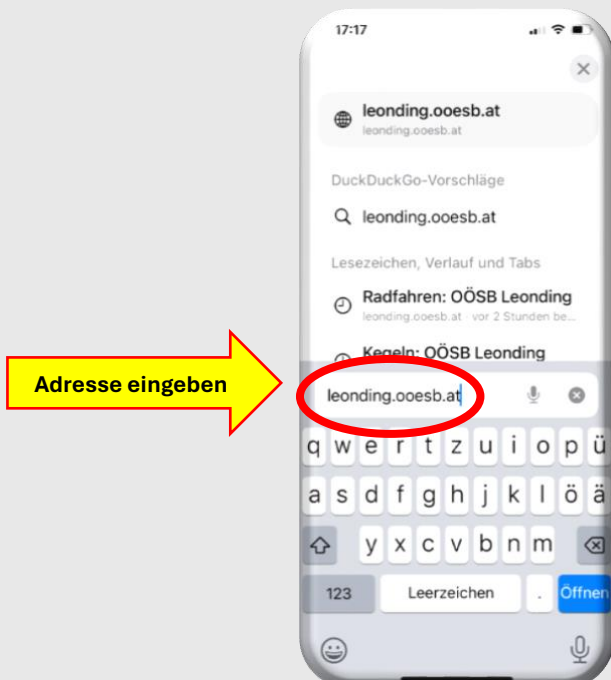 17:17
leonding.ooesb.at
leonding.ooesb.at
DuckDuckGo-Vorschläge
leonding.ooesb.at
Lesezeichen, Verlauf und Tabs
Radfahren: OÖSB Leonding
leonding.ooesb.at · vor 2 Stunden be...
Kegeln: OÖSB Leonding
Adresse eingeben
leonding.ooesb.at
q w e r t z u i o p ü
a s d f g h j k l ö ä
y x c v b n m
123 Leerzeichen . Öffnen